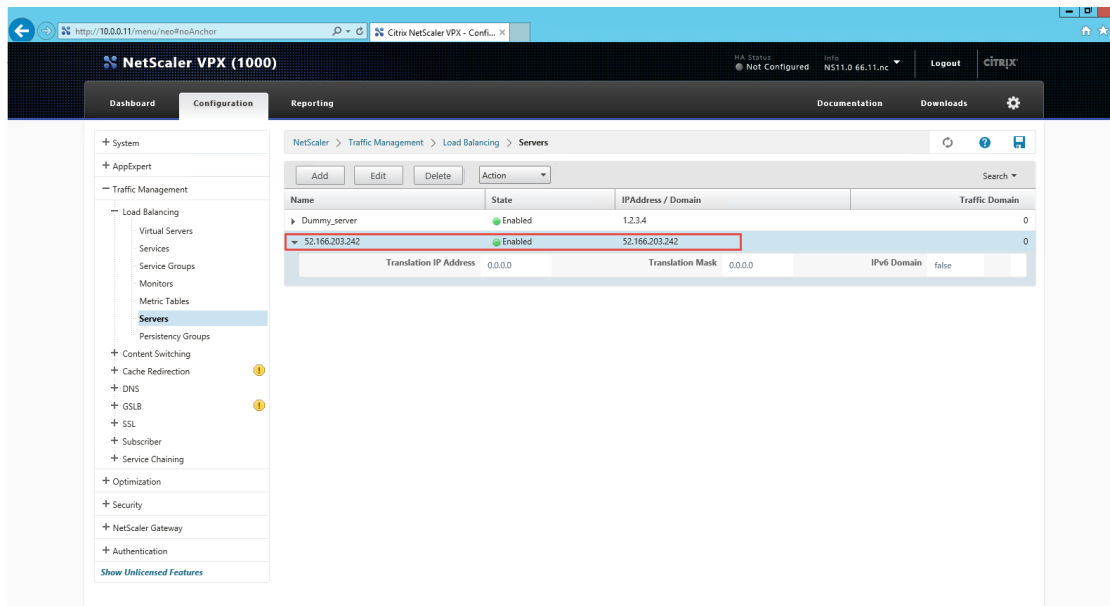 http://10.0.0.11/menu/neo#noAnchor
Citrix NetScaler VPX - Confi...
NetScaler VPX (1000)
HA Status
Not Configured
Info
NS11.0 66.11.nc
Logout
CITRIX
Dashboard
Configuration
Reporting
Documentation
Downloads
+ System
+ AppExpert
− Traffic Management
− Load Balancing
Virtual Servers
Services
Service Groups
Monitors
Metric Tables
Servers
Persistency Groups
+ Content Switching
+ Cache Redirection
+ DNS
+ GSLB
+ SSL
+ Subscriber
+ Service Chaining
+ Optimization
+ Security
+ NetScaler Gateway
+ Authentication
Show Unlicensed Features
NetScaler > Traffic Management > Load Balancing > Servers
Add Edit Delete Action Search
Name State IPAddress / Domain Traffic Domain
Dummy_server Enabled 1.2.3.4 0
52.166.203.242 Enabled 52.166.203.242 0
Translation IP Address 0.0.0.0 Translation Mask 0.0.0.0 IPv6 Domain false